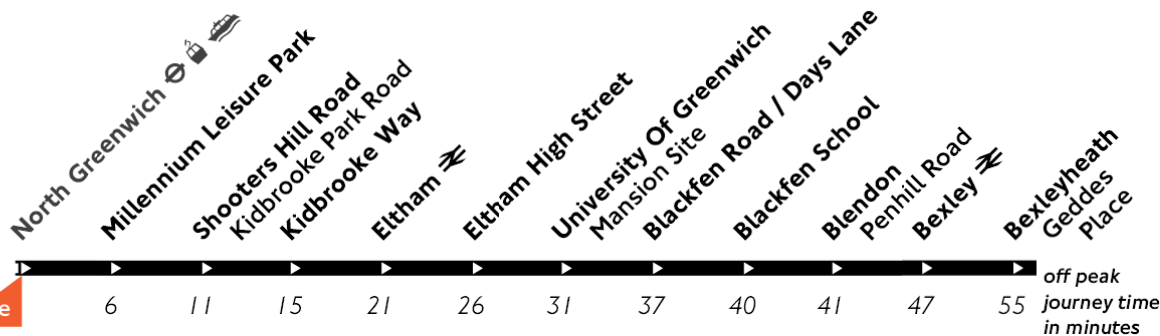 North Greenwich
Millennium Leisure Park
Shooters Hill Road
Kidbrooke Park Road
Kidbrooke Way
Eltham
Eltham High Street
University Of Greenwich
Mansion Site
Blackfen Road / Days Lane
Blackfen School
Blendon
Penhill Road
Bexley
Bexleyheath
Geddes
Place
e
6 11 15 21 26 31 37 40 41 47 55
off peak
journey time
in minutes